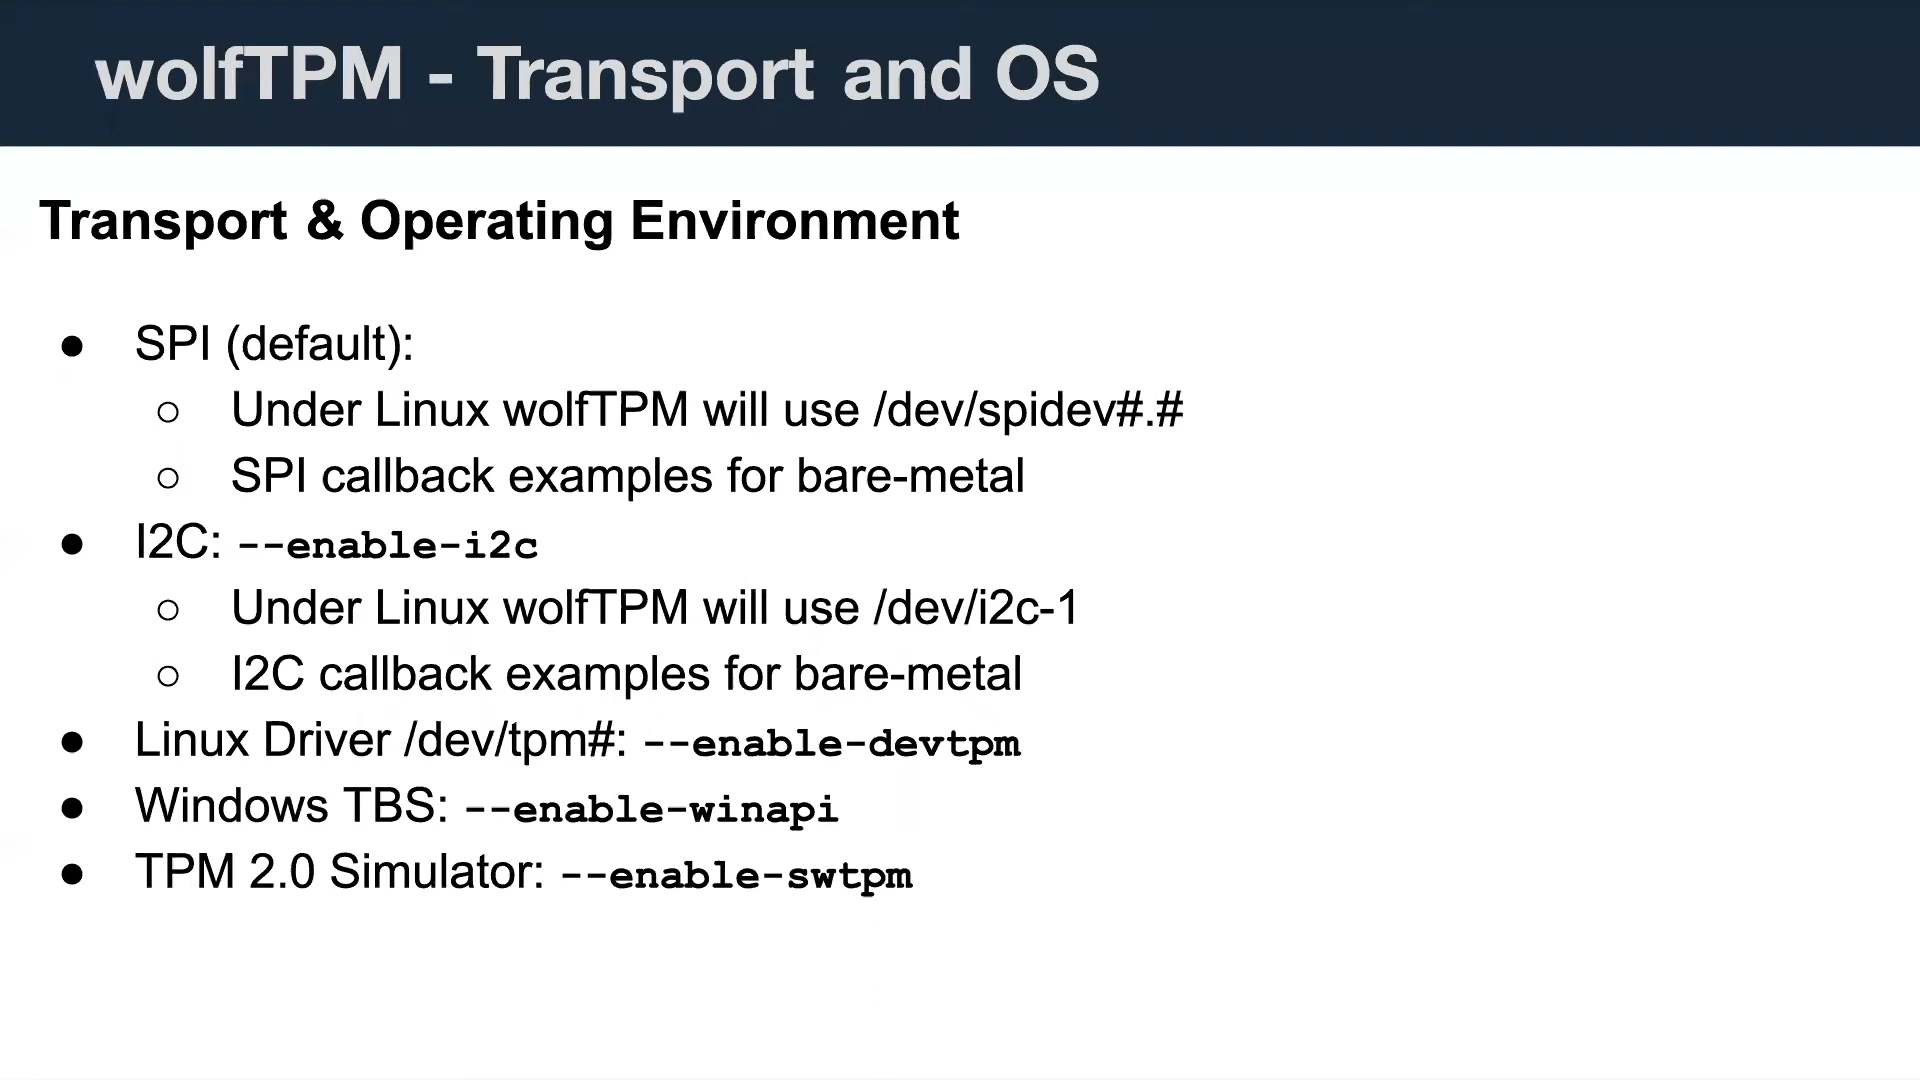 wolfTPM - Transport and OS
Transport & Operating Environment
● SPI (default):
○ Under Linux wolfTPM will use /dev/spidev#.#
○ SPI callback examples for bare-metal
● I2C: --enable-i2c
○ Under Linux wolfTPM will use /dev/i2c-1
○ I2C callback examples for bare-metal
● Linux Driver /dev/tpm#: --enable-devtpm
● Windows TBS: --enable-winapi
● TPM 2.0 Simulator: --enable-swtpm